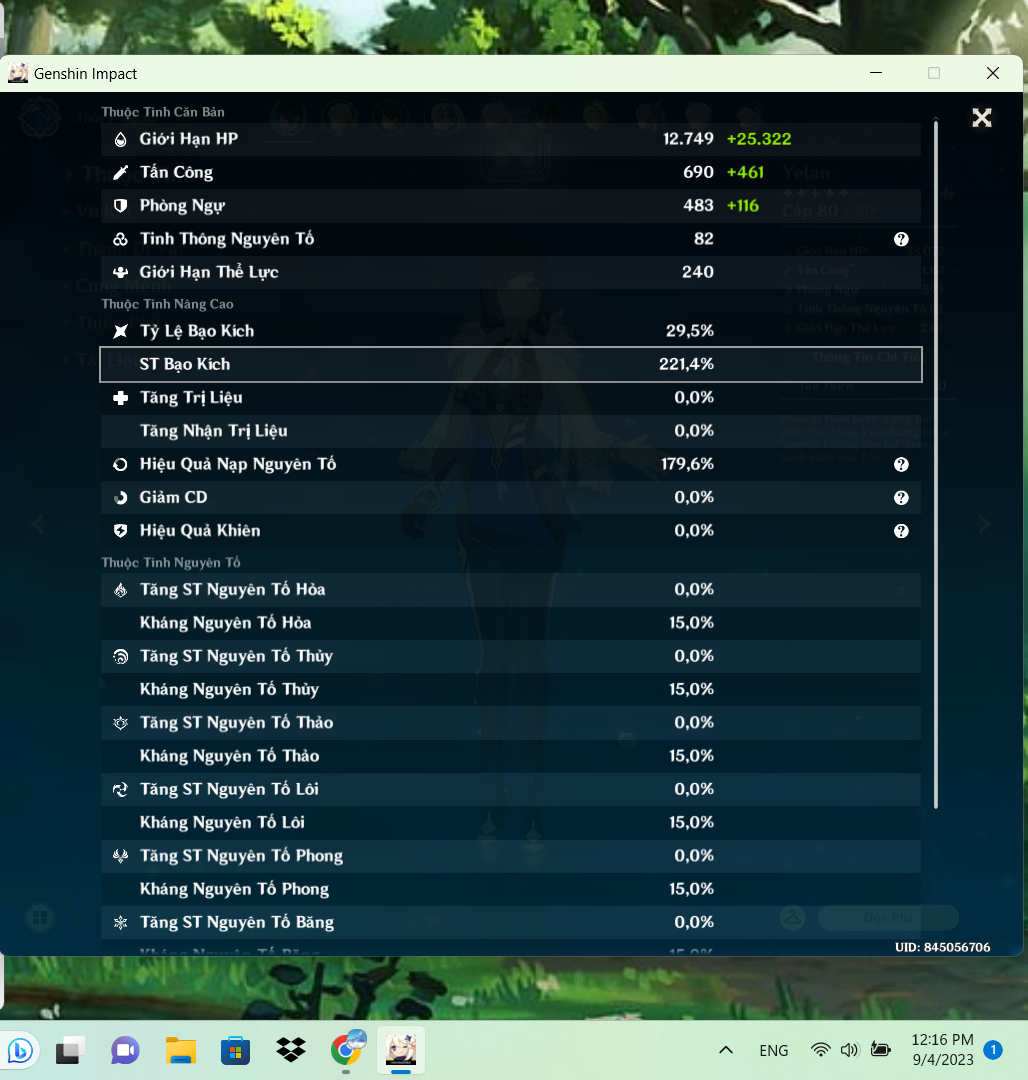 Genshin Impact
Thuộc Tính Căn Bản
Giới Hạn HP 12.749 +25.322
Tấn Công 690 +461
Phòng Ngự 483 +116
Tinh Thông Nguyên Tố 82
Giới Hạn Thể Lực 240
Thuộc Tính Nâng Cao
Tỷ Lệ Bạo Kích 29,5%
ST Bạo Kích 221,4%
Tăng Trị Liệu 0,0%
Tăng Nhận Trị Liệu 0,0%
Hiệu Quả Nạp Nguyên Tố 179,6%
Giảm CD 0,0%
Hiệu Quả Khiên 0,0%
Thuộc Tính Nguyên Tố
Tăng ST Nguyên Tố Hỏa 0,0%
Kháng Nguyên Tố Hỏa 15,0%
Tăng ST Nguyên Tố Thủy 0,0%
Kháng Nguyên Tố Thủy 15,0%
Tăng ST Nguyên Tố Thảo 0,0%
Kháng Nguyên Tố Thảo 15,0%
Tăng ST Nguyên Tố Lôi 0,0%
Kháng Nguyên Tố Lôi 15,0%
Tăng ST Nguyên Tố Phong 0,0%
Kháng Nguyên Tố Phong 15,0%
Tăng ST Nguyên Tố Băng 0,0%
Kháng Nguyên Tố Băng 15,0%
Yelan
Cấp 80 / 80
Đột Phá
UID: 845056706
ENG
12:16 PM
9/4/2023
1